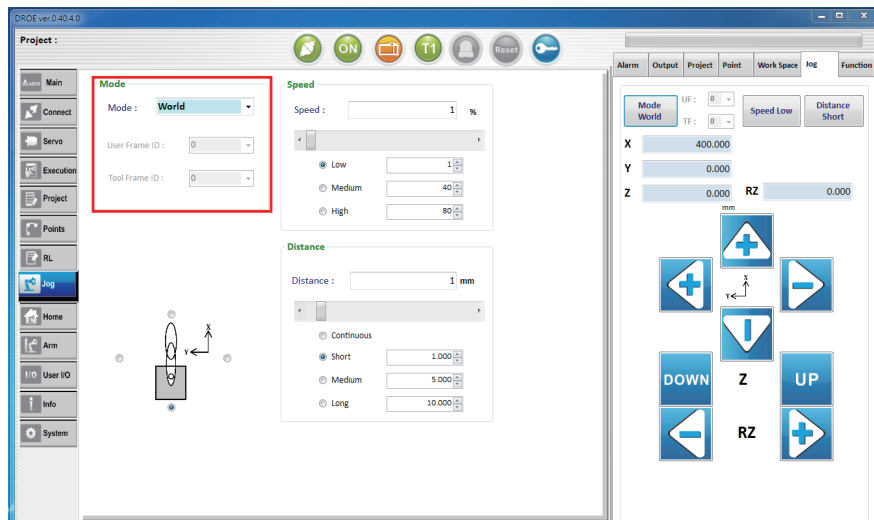 DROE ver.0.40.4.0
Project :
ON
T1
Reset
Main
Connect
Servo
Execution
Project
Points
RL
Jog
Home
Arm
I/O User I/O
Info
System
Mode
Mode : World
User Frame ID : 0
Tool Frame ID : 0
X
Y
Speed
Speed : 1 %
Low 1
Medium 40
High 80
Distance
Distance : 1 mm
Continuous
Short 1.000
Medium 5.000
Long 10.000
Alarm Output Project Point Work Space Jog Function
Mode World
UF : 0
TF : 0
Speed Low
Distance Short
X 400.000
Y 0.000
Z 0.000 RZ 0.000
mm
X
Y
DOWN Z UP
RZ